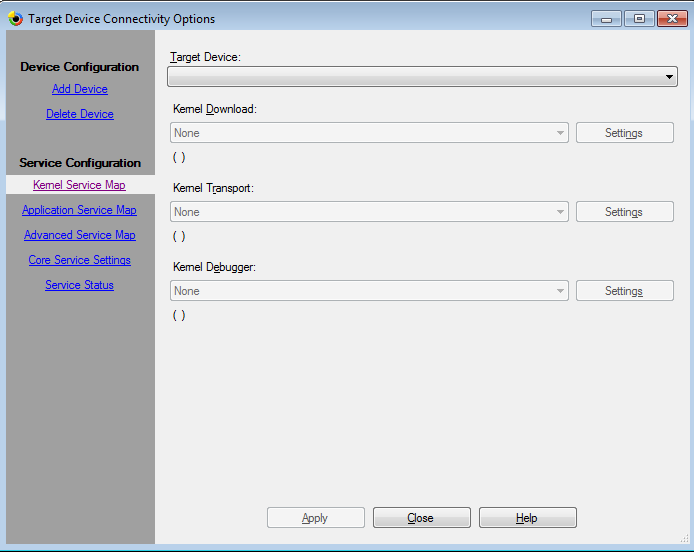 Target Device Connectivity Options
Device Configuration
Add Device
Delete Device
Service Configuration
Kernel Service Map
Application Service Map
Advanced Service Map
Core Service Settings
Service Status
Target Device:
Kernel Download:
None
Settings
( )
Kernel Transport:
None
Settings
( )
Kernel Debugger:
None
Settings
( )
Apply
Close
Help